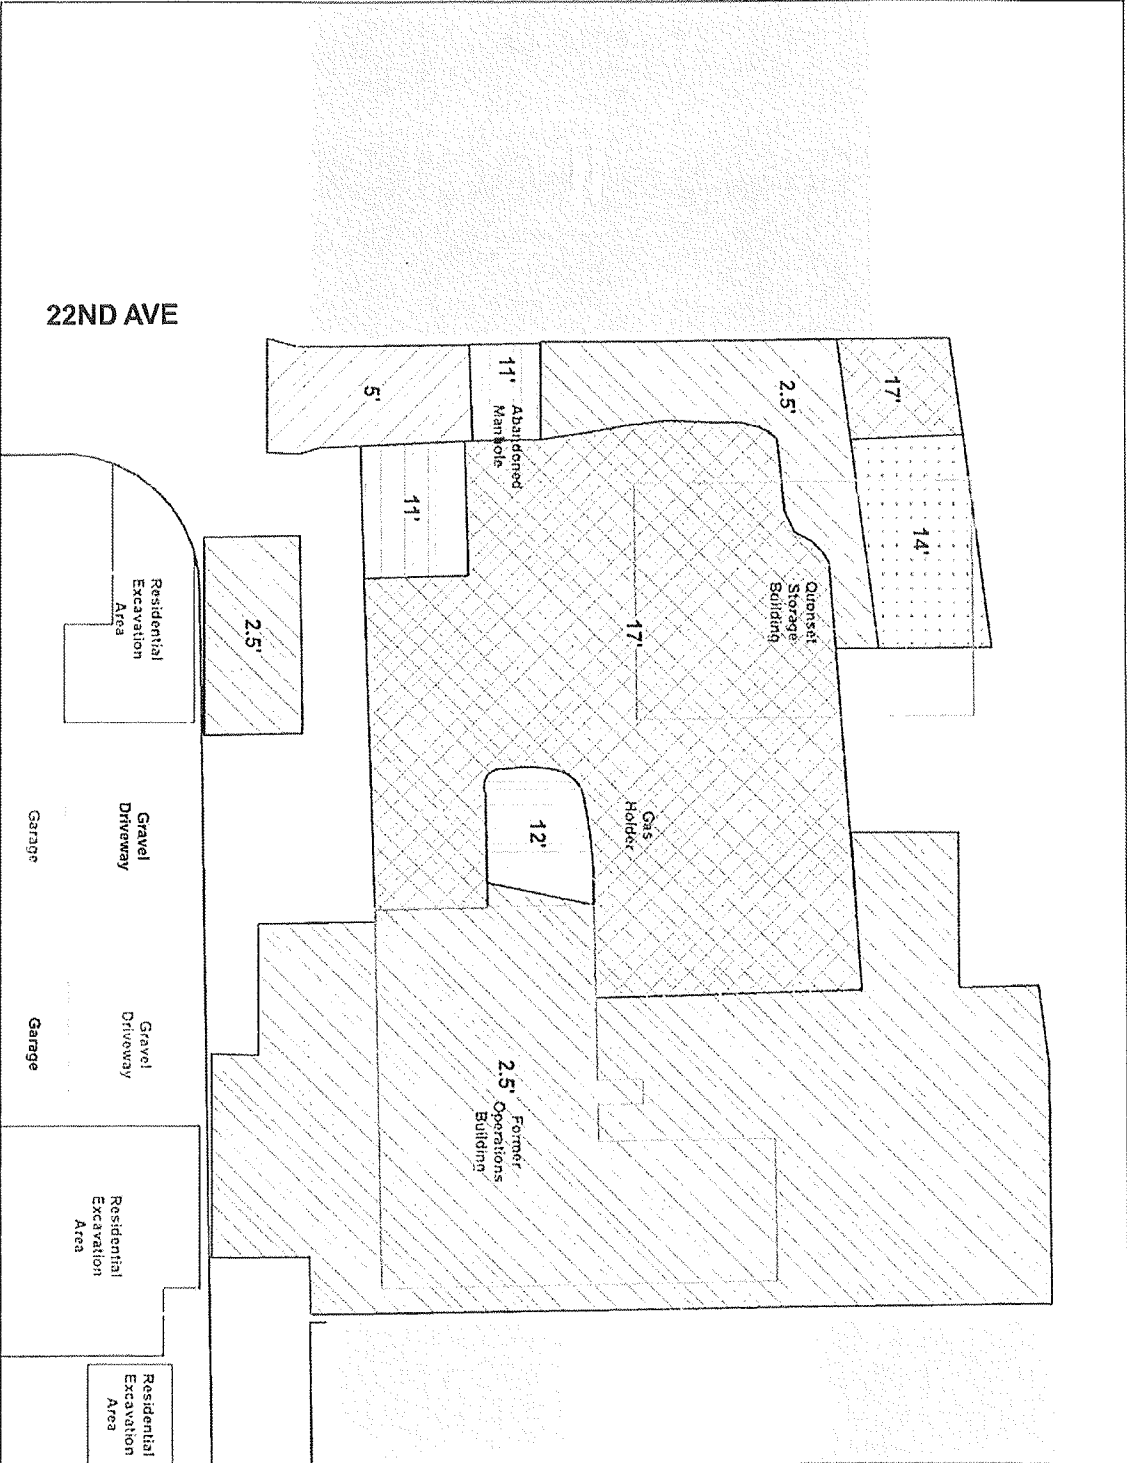 22ND AVE
17'
2.5'
11'
5'
Abandoned
Manhole
11'
14'
Quonset
Storage
Building
17'
2.5'
Residential
Excavation
Area
Gas
Holder
12'
Gravel
Driveway
Garage
Gravel
Driveway
Garage
2.5'
Former
Operations
Building
Residential
Excavation
Area
Residential
Excavation
Area